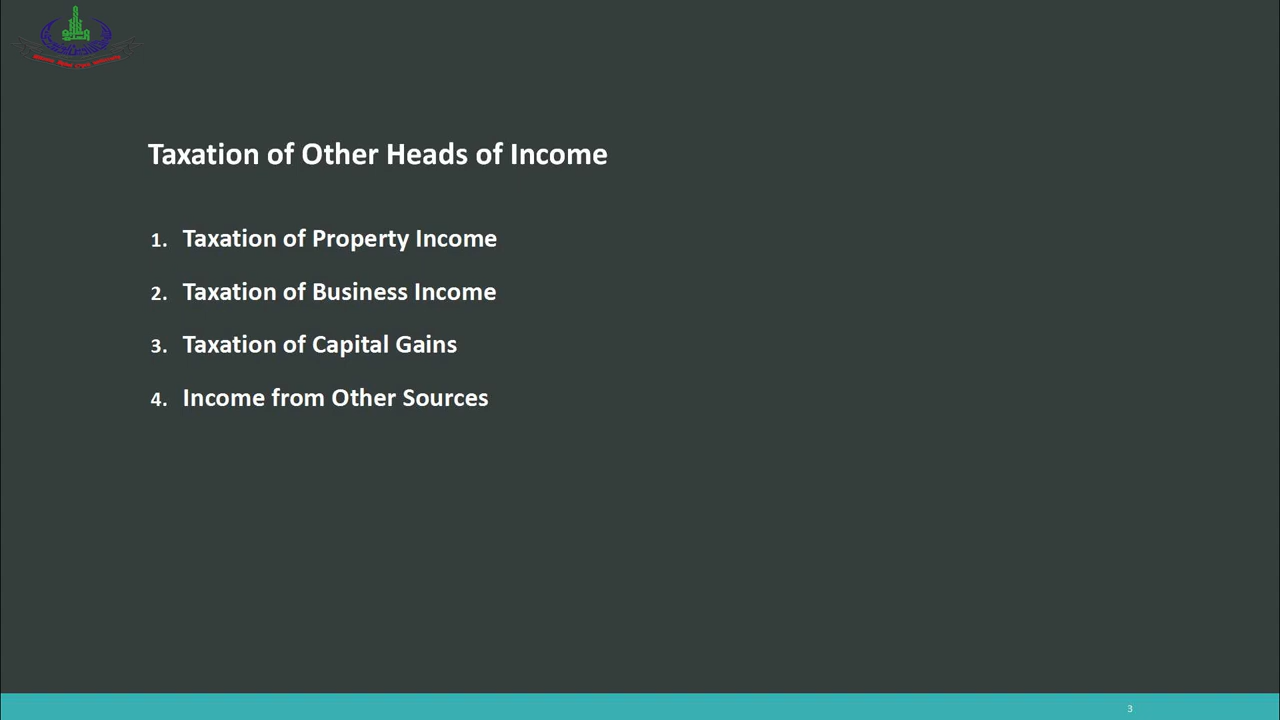 Taxation of Other Heads of Income
1. Taxation of Property Income
2. Taxation of Business Income
3. Taxation of Capital Gains
4. Income from Other Sources
3